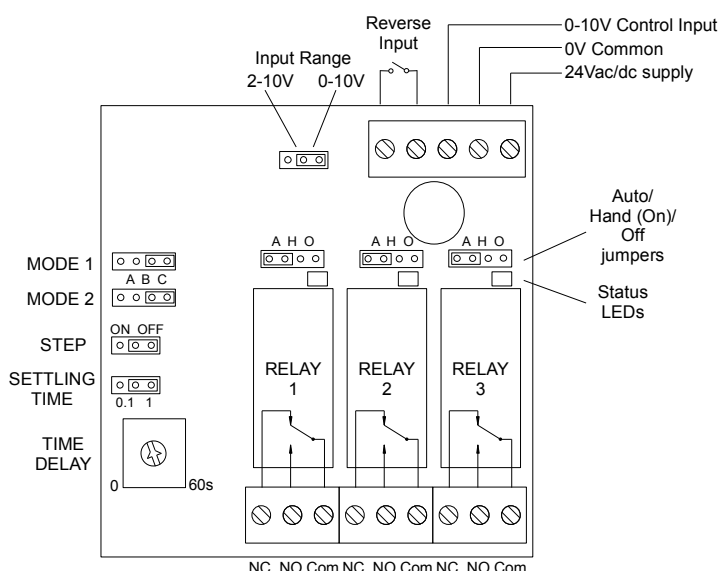 Reverse
Input
0-10V Control Input
0V Common
24Vac/dc supply
Input Range
2-10V 0-10V
Auto/
Hand (On)/
Off
jumpers
A H O A H O A H O
MODE 1
A B C
MODE 2
Status
LEDs
ON OFF
STEP
RELAY
1
RELAY
2
RELAY
3
SETTLING
TIME
0.1 1
TIME
DELAY
0 60s
NC NO Com NC NO Com NC NO Com